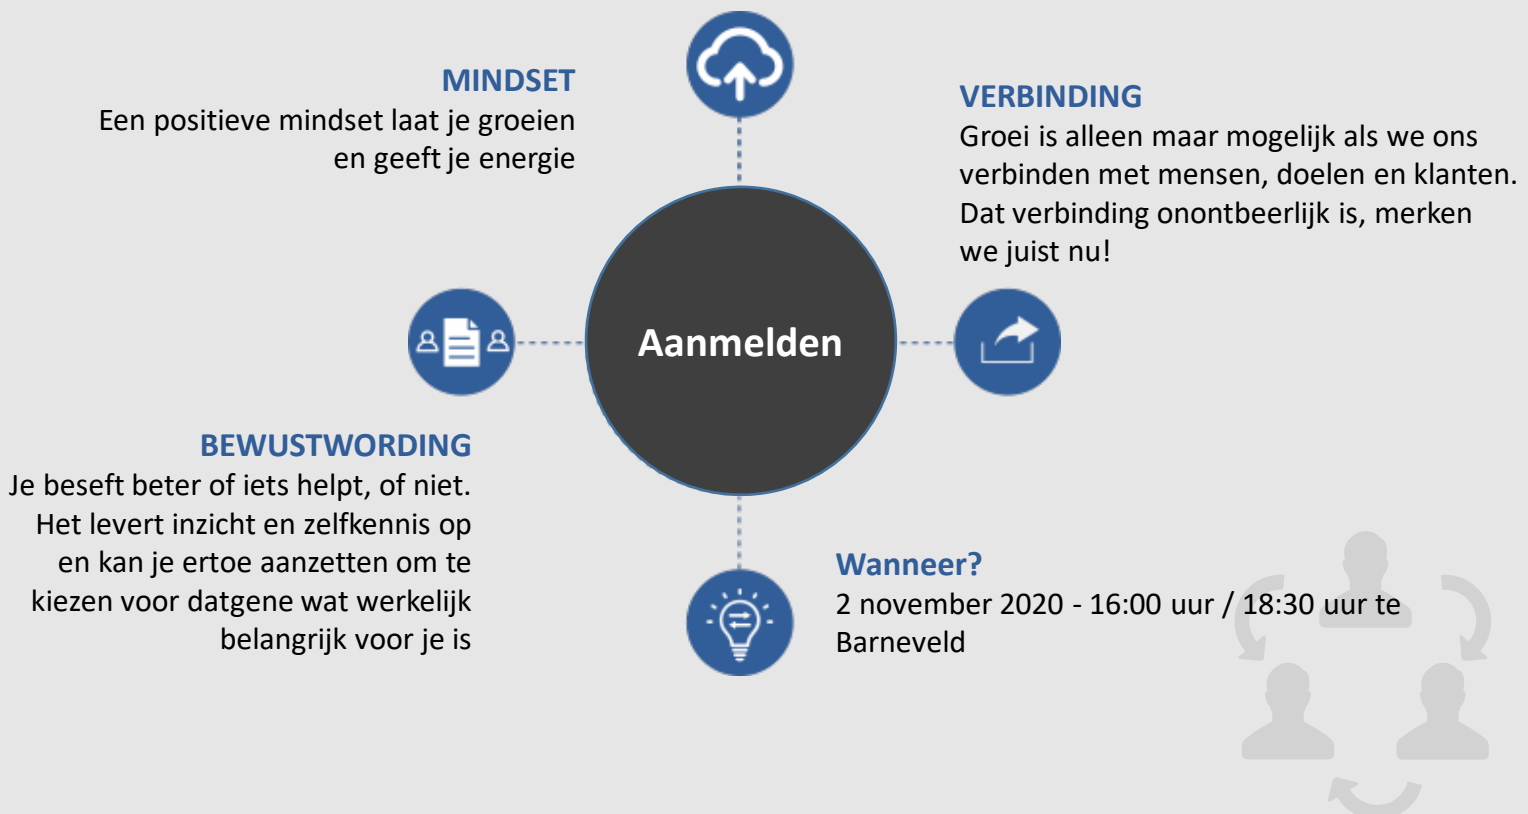 MINDSET
Een positieve mindset laat je groeien
en geeft je energie
VERBINDING
Groei is alleen maar mogelijk als we ons
verbinden met mensen, doelen en klanten.
Dat verbinding onontbeerlijk is, merken
we juist nu!
Aanmelden
BEWUSTWORDING
Je beseft beter of iets helpt, of niet.
Het levert inzicht en zelfkennis op
en kan je ertoe aanzetten om te
kiezen voor datgene wat werkelijk
belangrijk voor je is
Wanneer?
2 november 2020 - 16:00 uur / 18:30 uur te
Barneveld